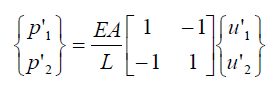 {p'₁ p'₂} = EA/L [1 -1 -1 1] {u'₁ u'₂}